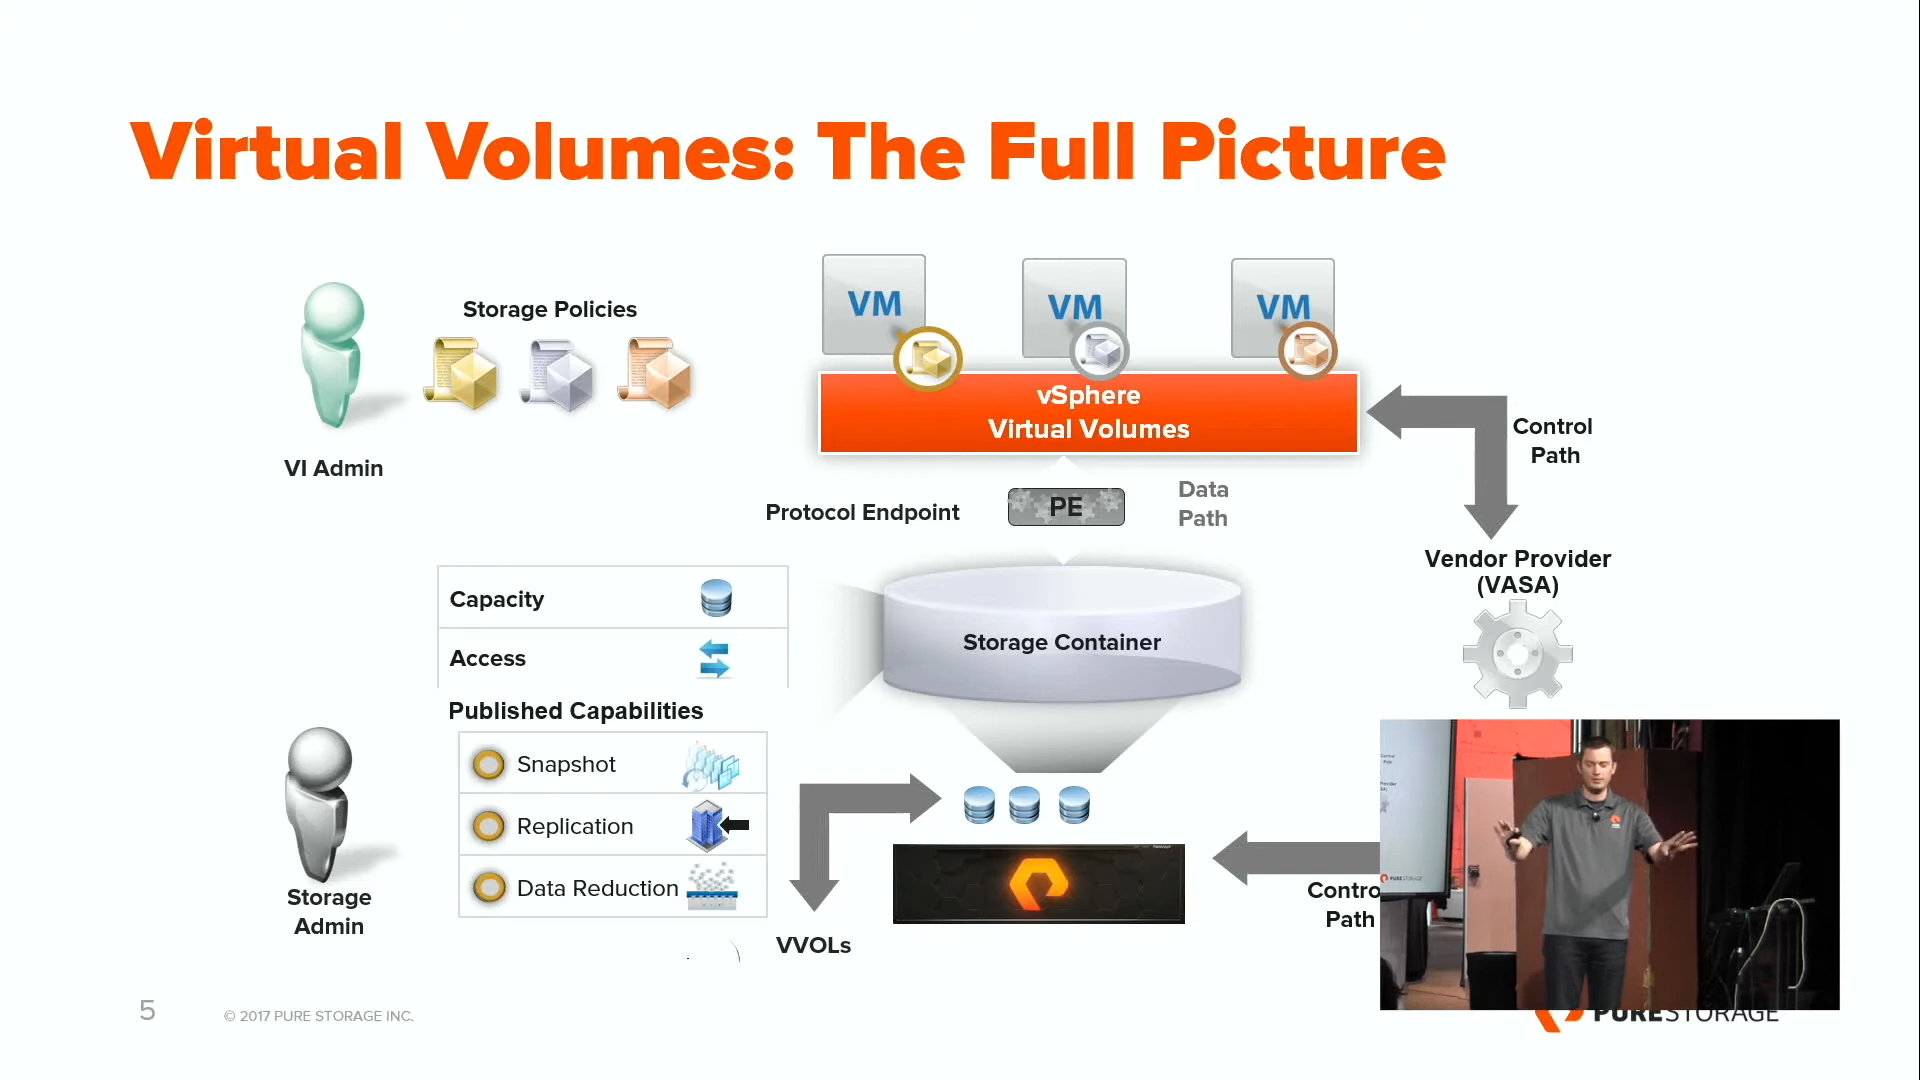 Virtual Volumes: The Full Picture
Storage Policies
VI Admin
VM
VM
VM
vSphere
Virtual Volumes
Control
Path
Protocol Endpoint
PE
Data
Path
Vendor Provider
(VASA)
Capacity
Access
Storage Container
Published Capabilities
Snapshot
Replication
Data Reduction
Storage
Admin
VVOLs
Contro
Path
5
© 2017 PURE STORAGE INC.
PURESTORAGE